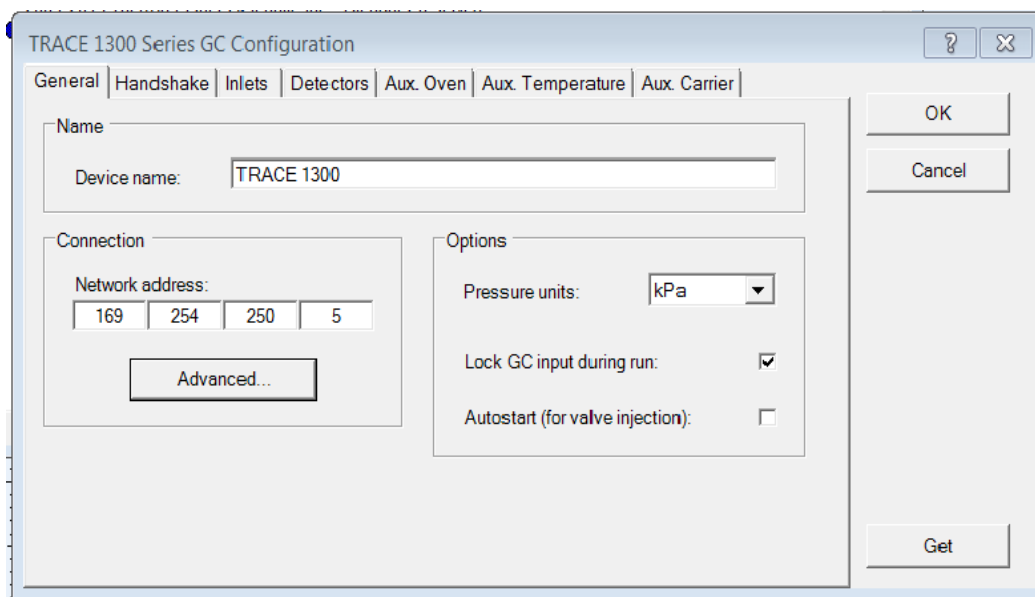 TRACE 1300 Series GC Configuration
General Handshake Inlets Detectors Aux. Oven Aux. Temperature Aux. Carrier
Name
Device name: TRACE 1300
OK
Cancel
Connection
Network address:
169 254 250 5
Advanced...
Options
Pressure units: kPa
Lock GC input during run:
Autostart (for valve injection):
Get